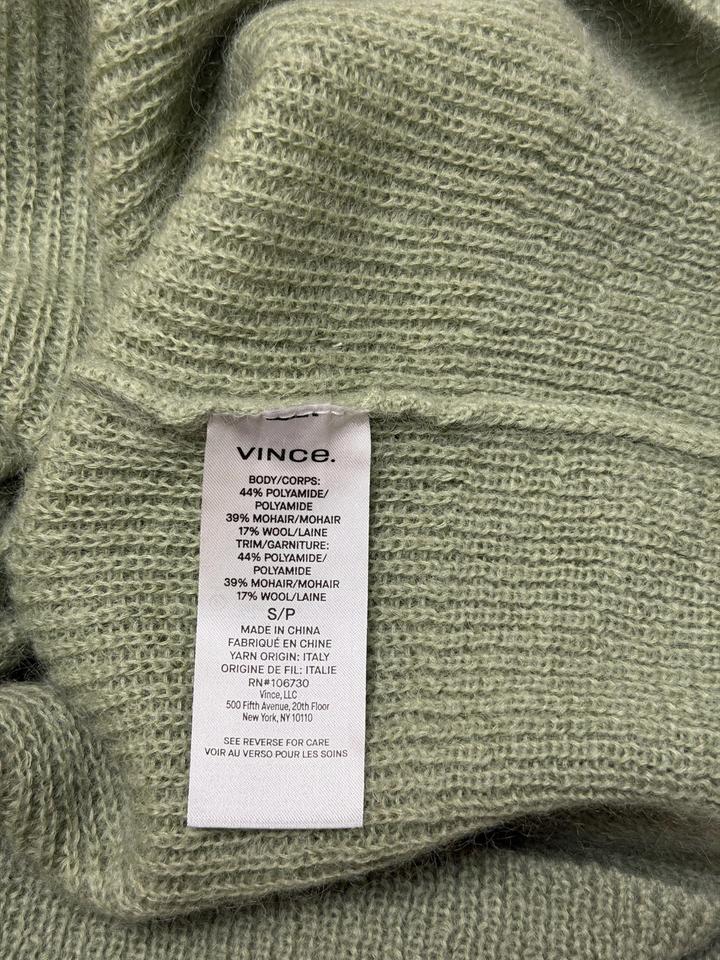 VINCe.
BODY/CORPS:
44% POLYAMIDE/
POLYAMIDE
39% MOHAIR/MOHAIR
17% WOOL/LAINE
TRIM/GARNITURE:
44% POLYAMIDE/
POLYAMIDE
39% MOHAIR/MOHAIR
17% WOOL/LAINE
S/P
MADE IN CHINA
FABRIQUÉ EN CHINE
YARN ORIGIN: ITALY
ORIGINE DE FIL: ITALIE
RN#106730
Vince, LLC
500 Fifth Avenue, 20th Floor
New York, NY 10110
SEE REVERSE FOR CARE
VOIR AU VERSO POUR LES SOINS